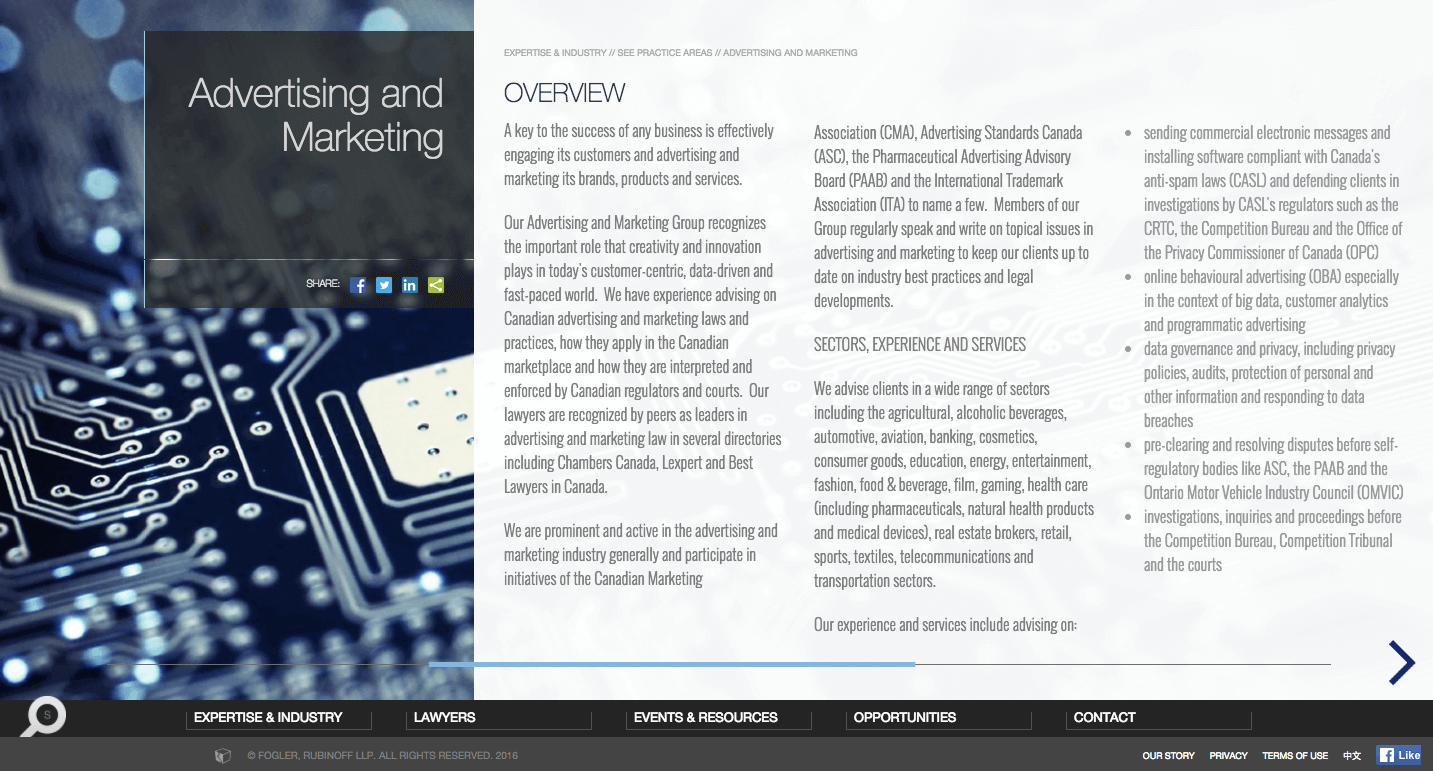 Advertising and
Marketing
SHARE:
EXPERTISE & INDUSTRY // SEE PRACTICE AREAS // ADVERTISING AND MARKETING
OVERVIEW
A key to the success of any business is effectively
engaging its customers and advertising and
marketing its brands, products and services.
Our Advertising and Marketing Group recognizes
the important role that creativity and innovation
plays in today's customer-centric, data-driven and
fast-paced world.  We have experience advising on
Canadian advertising and marketing laws and
practices, how they apply in the Canadian
marketplace and how they are interpreted and
enforced by Canadian regulators and courts.  Our
lawyers are recognized by peers as leaders in
advertising and marketing law in several directories
including Chambers Canada, Lexpert and Best
Lawyers in Canada.
We are prominent and active in the advertising and
marketing industry generally and participate in
initiatives of the Canadian Marketing
Association (CMA), Advertising Standards Canada
(ASC), the Pharmaceutical Advertising Advisory
Board (PAAB) and the International Trademark
Association (ITA) to name a few.  Members of our
Group regularly speak and write on topical issues in
advertising and marketing to keep our clients up to
date on industry best practices and legal
developments.
SECTORS, EXPERIENCE AND SERVICES
We advise clients in a wide range of sectors
including the agricultural, alcoholic beverages,
automotive, aviation, banking, cosmetics,
consumer goods, education, energy, entertainment,
fashion, food & beverage, film, gaming, health care
(including pharmaceuticals, natural health products
and medical devices), real estate brokers, retail,
sports, textiles, telecommunications and
transportation sectors.
Our experience and services include advising on:
• sending commercial electronic messages and
installing software compliant with Canada's
anti-spam laws (CASL) and defending clients in
investigations by CASL's regulators such as the
CRTC, the Competition Bureau and the Office of
the Privacy Commissioner of Canada (OPC)
• online behavioural advertising (OBA) especially
in the context of big data, customer analytics
and programmatic advertising
• data governance and privacy, including privacy
policies, audits, protection of personal and
other information and responding to data
breaches
• pre-clearing and resolving disputes before self-
regulatory bodies like ASC, the PAAB and the
Ontario Motor Vehicle Industry Council (OMVIC)
• investigations, inquiries and proceedings before
the Competition Bureau, Competition Tribunal
and the courts
S
EXPERTISE & INDUSTRY
LAWYERS
EVENTS & RESOURCES
OPPORTUNITIES
CONTACT
© FOGLER, RUBINOFF LLP. ALL RIGHTS RESERVED. 2016
OUR STORY
PRIVACY
TERMS OF USE
中文
Like